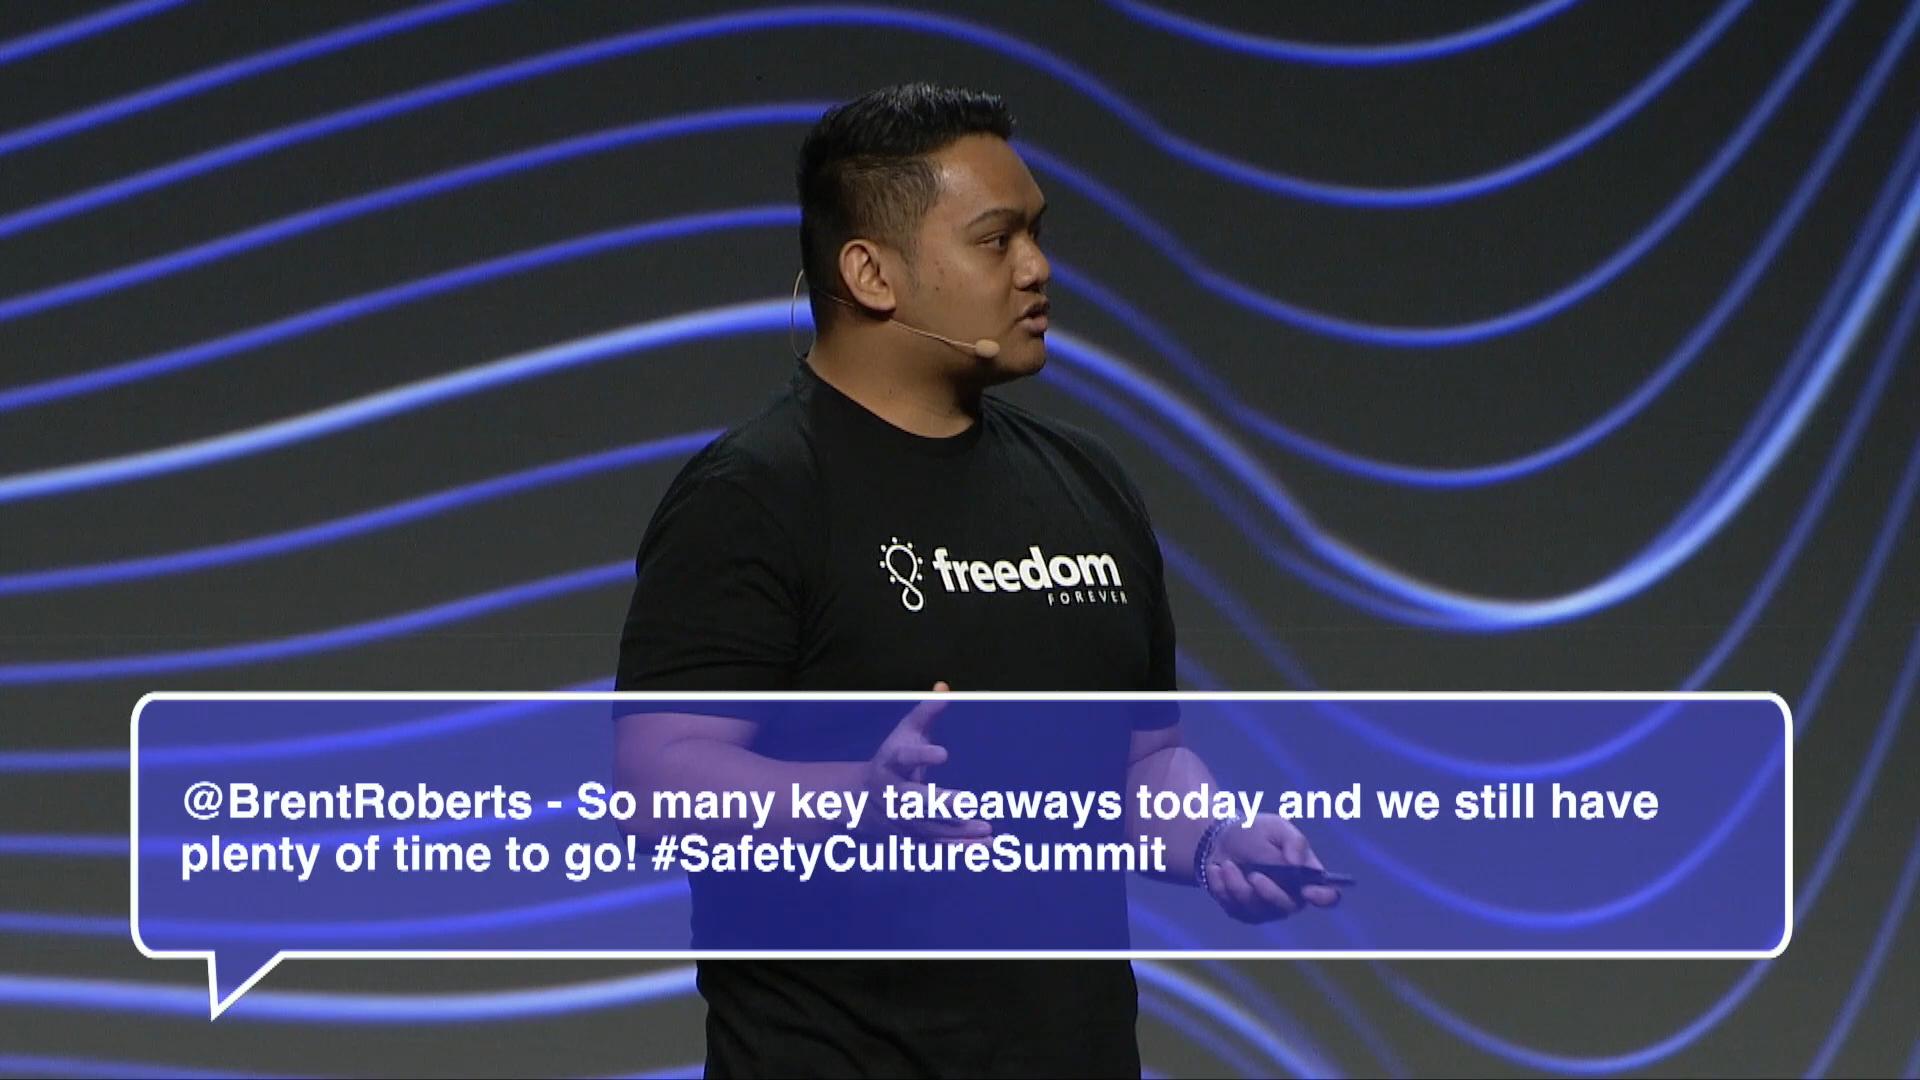 freedom
FOREVER
@BrentRoberts - So many key takeaways today and we still have
plenty of time to go! #SafetyCultureSummit